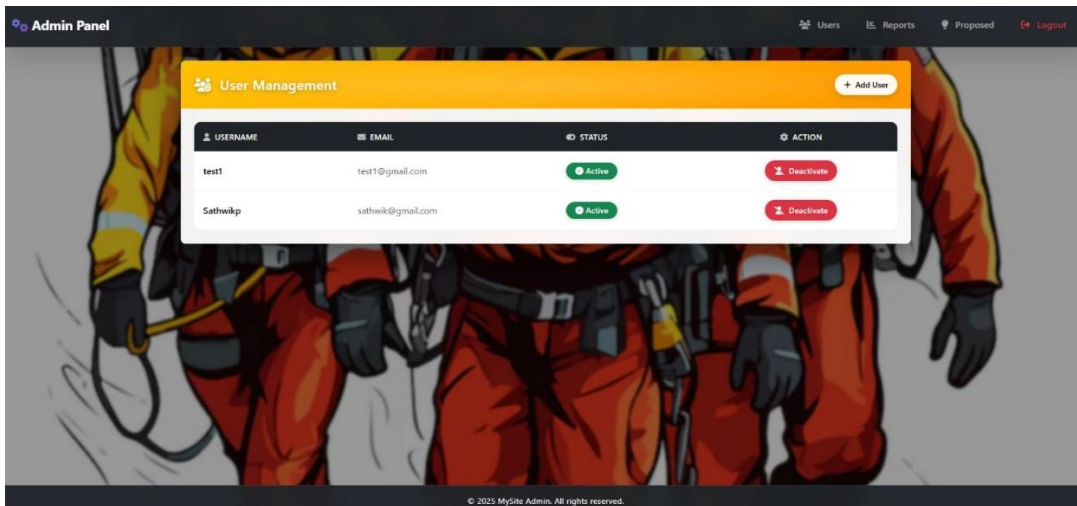 Admin Panel Users Reports Proposed Logout
User Management + Add User
USERNAME EMAIL STATUS ACTION
test1 test1@gmail.com Active Deactivate
Sathwikp sathwik@gmail.com Active Deactivate
© 2025 MySite Admin. All rights reserved.